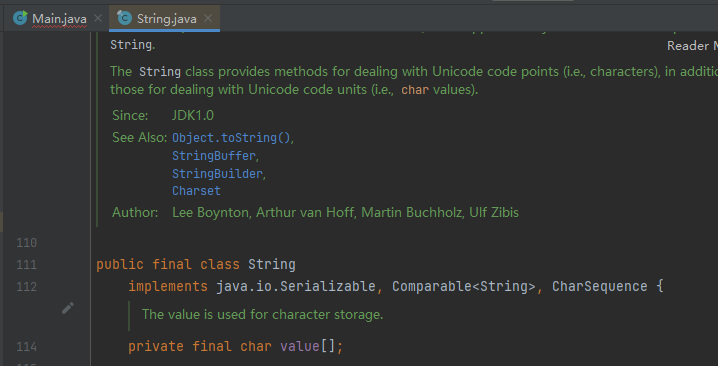 Main.java
String.java
String.
Reader M
The String class provides methods for dealing with Unicode code points (i.e., characters), in additio
those for dealing with Unicode code units (i.e., char values).
Since: JDK1.0
See Also: Object.toString(),
StringBuffer,
StringBuilder,
Charset
Author: Lee Boynton, Arthur van Hoff, Martin Buchholz, Ulf Zibis
110
111 public final class String
112 implements java.io.Serializable, Comparable<String>, CharSequence {
The value is used for character storage.
114 private final char value[];